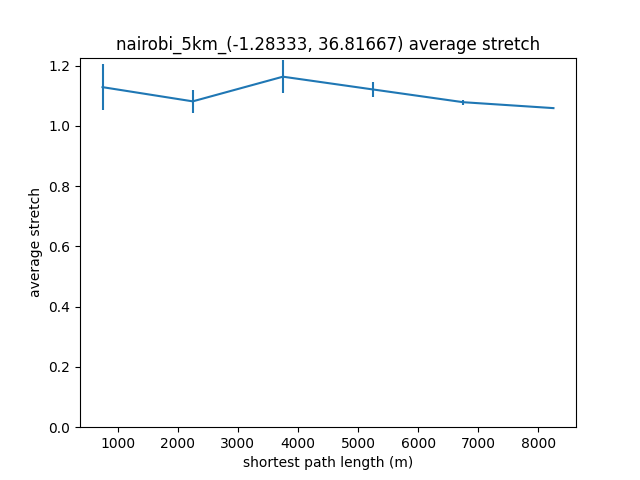 nairobi_5km_(-1.28333, 36.81667) average stretch
1.2
1.0
0.8
0.6
0.4
0.2
0.0
average stretch
1000 2000 3000 4000 5000 6000 7000 8000
shortest path length (m)